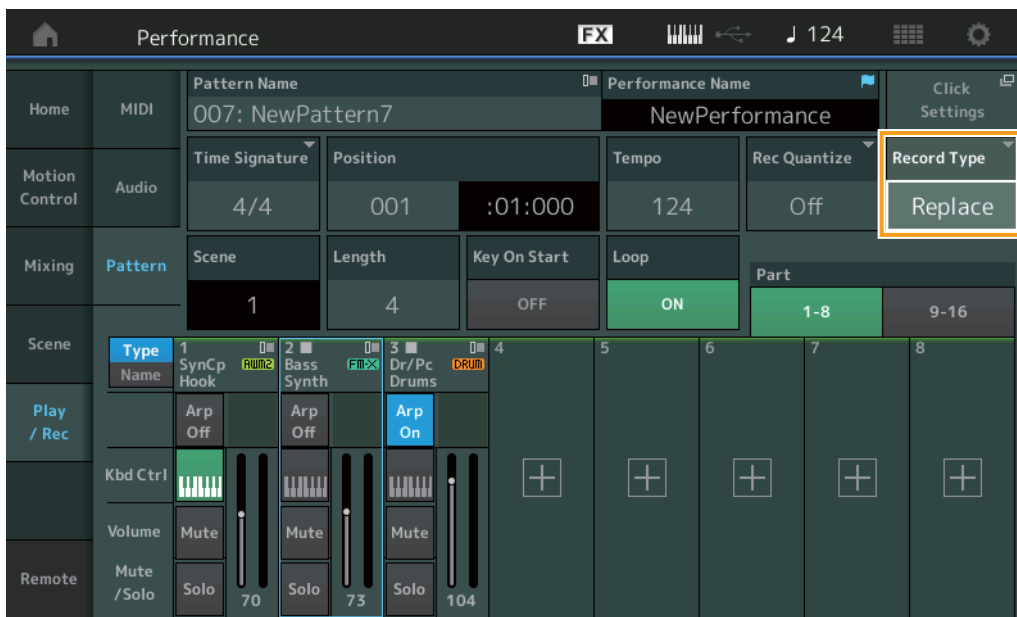 Performance
FX
♩ 124
Home
Motion
Control
Mixing
Scene
Play
/ Rec
Remote
MIDI
Audio
Pattern
Pattern Name
007: NewPattern7
Performance Name
NewPerformance
Click
Settings
Time Signature
4/4
Position
001
:01:000
Tempo
124
Rec Quantize
Off
Record Type
Replace
Scene
1
Length
4
Key On Start
OFF
Loop
ON
Part
1-8
9-16
Type
Name
1
SynCp
Hook
AWM2
2
Bass
Synth
FM-X
3
Dr/Pc
Drums
DRUM
4
5
6
7
8
Arp
Off
Arp
Off
Arp
On
Kbd Ctrl
Volume
Mute
Mute
Mute
Mute
/Solo
Solo
70
Solo
73
Solo
104